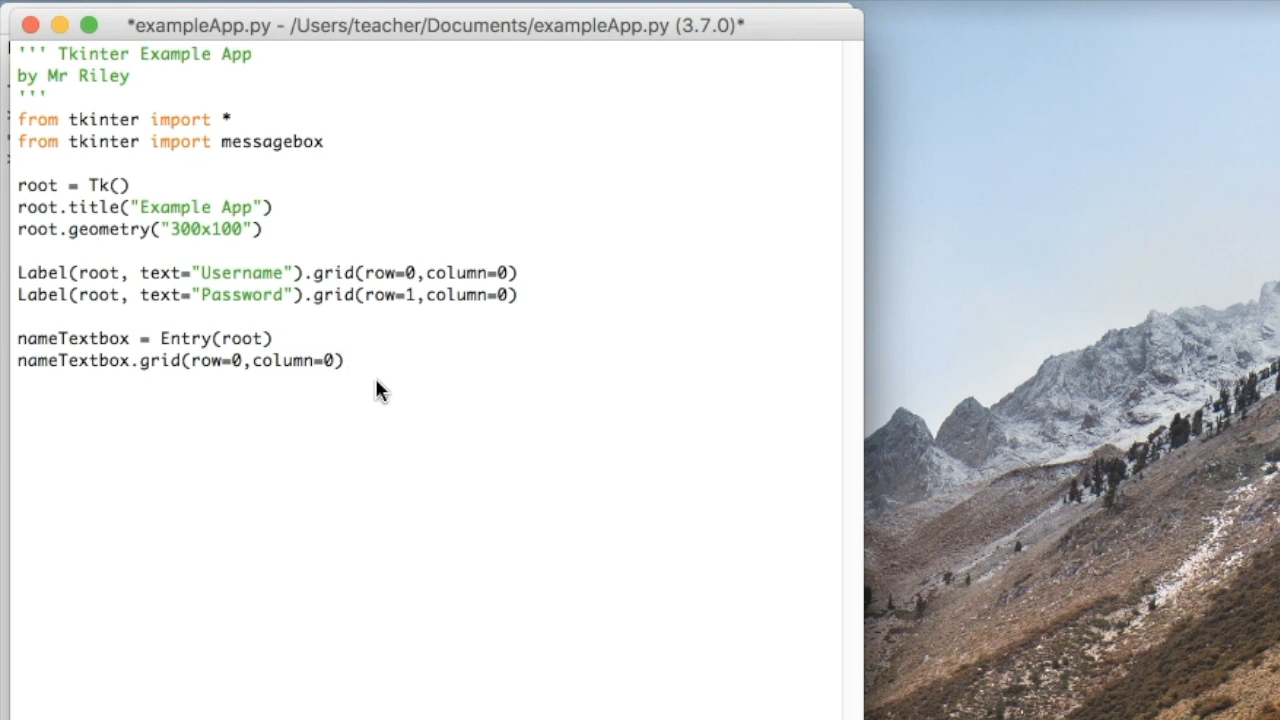 *exampleApp.py - /Users/teacher/Documents/exampleApp.py (3.7.0)*
''' Tkinter Example App
by Mr Riley
'''
from tkinter import *
from tkinter import messagebox
root = Tk()
root.title("Example App")
root.geometry("300x100")
Label(root, text="Username").grid(row=0,column=0)
Label(root, text="Password").grid(row=1,column=0)
nameTextbox = Entry(root)
nameTextbox.grid(row=0,column=0)